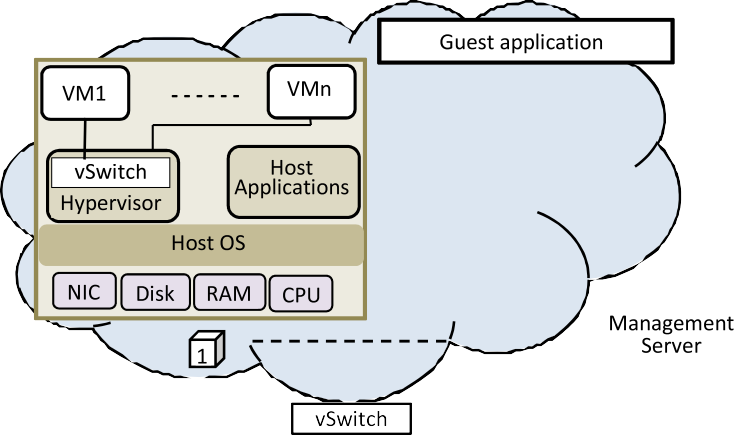 Guest application
VM1
VMn
vSwitch
Hypervisor
Host
Applications
Host OS
NIC
Disk
RAM
CPU
1
Management
Server
vSwitch